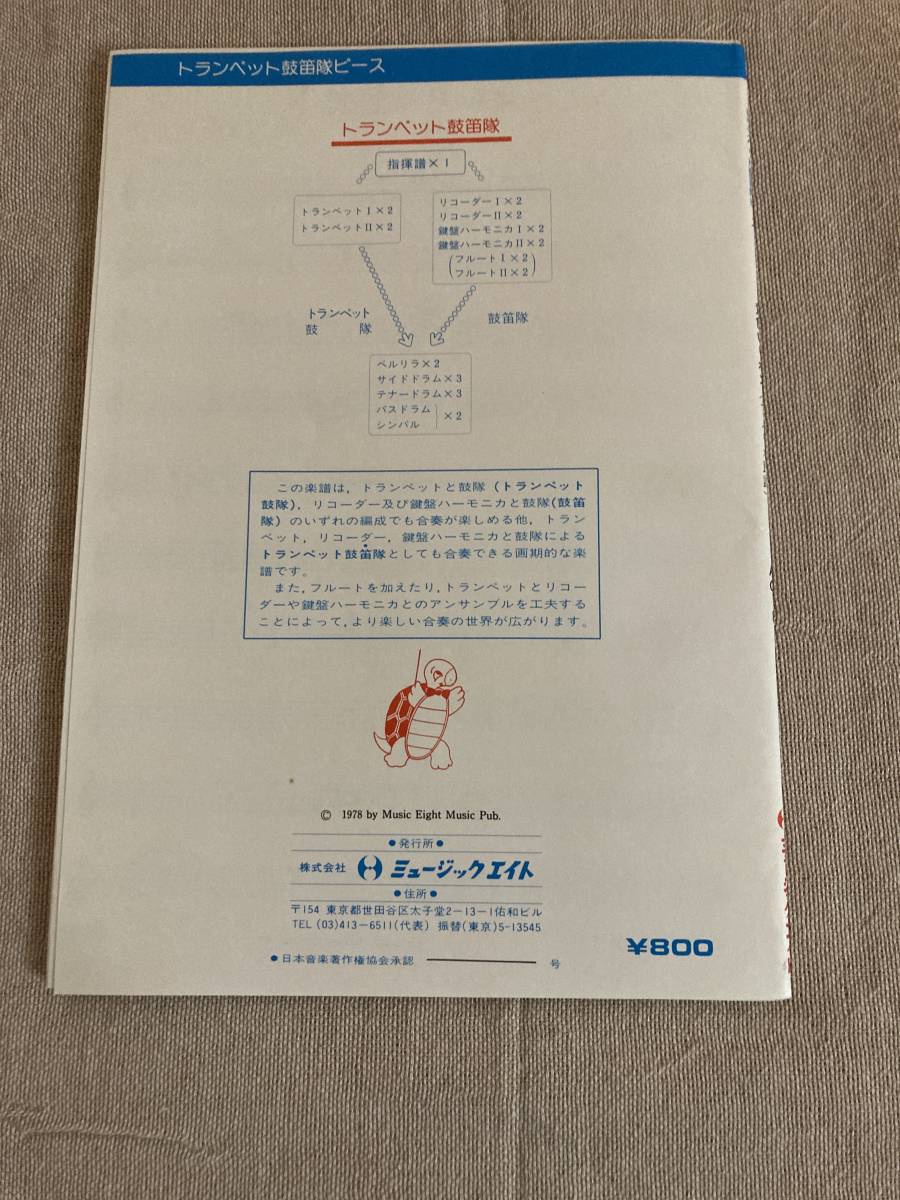 トランペット鼓笛隊ピース
トランペット鼓笛隊
指揮譜×1
トランペットI×2
トランペットII×2
リコーダーI×2
リコーダーII×2
鍵盤ハーモニカI×2
鍵盤ハーモニカII×2
(フルートI×2
フルートII×2)
トランペット
鼓 隊
鼓笛隊
ベルリラ×2
サイドドラム×3
テナードラム×3
バスドラム
シンバル
×2
この楽譜は，トランペットと鼓隊（トランペット
鼓隊），リコーダー及び鍵盤ハーモニカと鼓隊(鼓笛
隊）のいずれの編成でも合奏が楽しめる他，トラン
ペット，リコーダー，鍵盤ハーモニカと鼓隊による
トランペット鼓笛隊としても合奏できる画期的な楽
譜です。
また，フルートを加えたり，トランペットとリコー
ダーや鍵盤ハーモニカとのアンサンブルを工夫する
ことによって，より楽しい合奏の世界が広がります。
© 1978 by Music Eight Music Pub.
●発行所●
株式会社 ミュージックエイト
●住所●
〒154 東京都世田谷区太子堂2−13−1佑和ビル
TEL (03)413−6511(代表) 振替(東京)5-13545
¥800
●日本音楽著作権協会承認 ──── 号